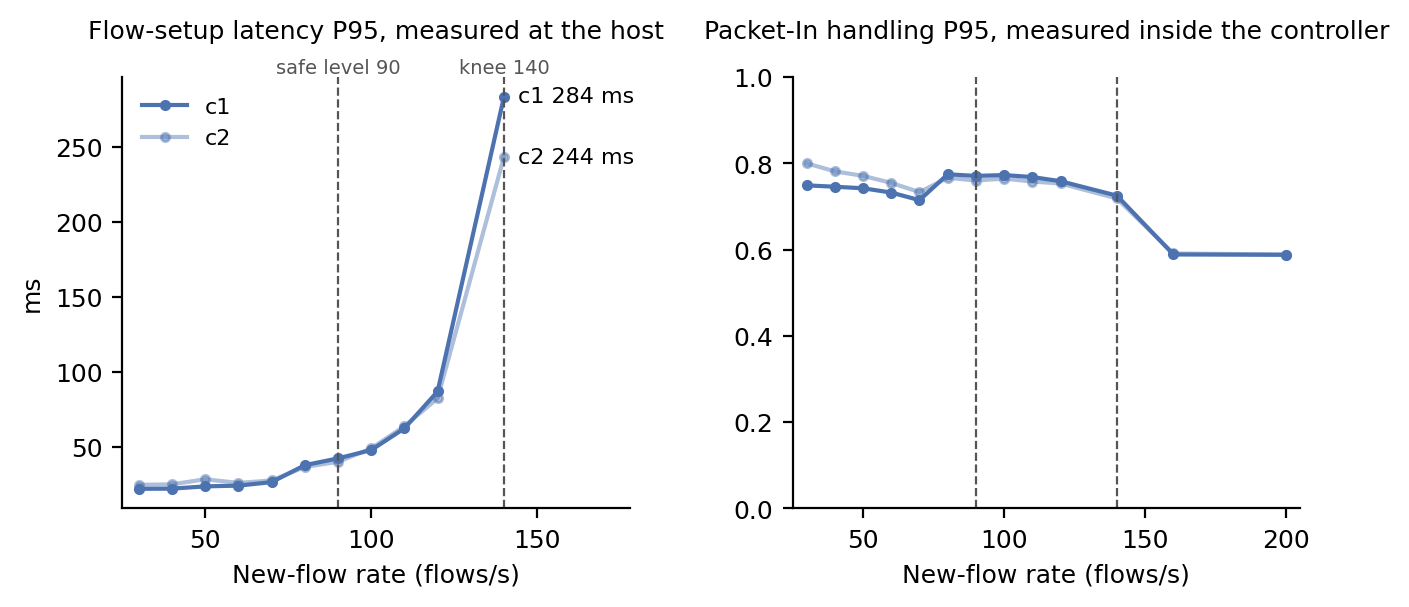 Flow-setup latency P95, measured at the host
safe level 90
knee 140
c1
c2
c1 284 ms
c2 244 ms
250
200
150
100
50
ms
50
100
150
New-flow rate (flows/s)
Packet-In handling P95, measured inside the controller
1.0
0.8
0.6
0.4
0.2
0.0
50
100
150
200
New-flow rate (flows/s)